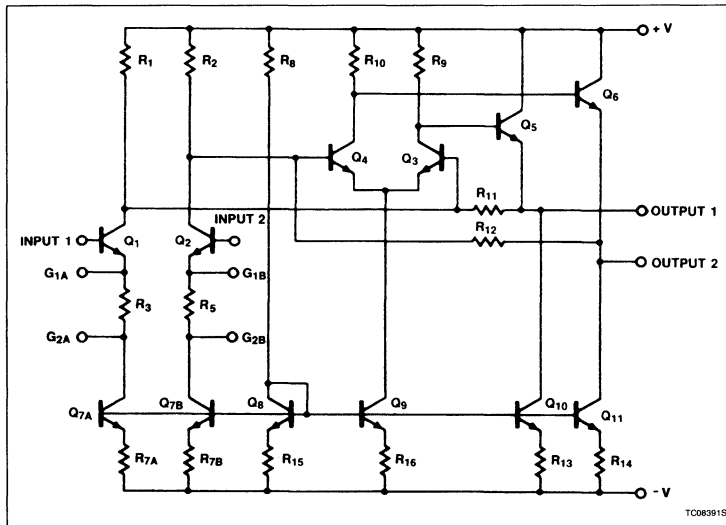 +V
R1 R2 R8 R10 R9
Q6
Q5
Q4 Q3
R11
INPUT 2
OUTPUT 1
INPUT 1 Q1 Q2
R12
OUTPUT 2
G1A G1B
R3 R5
G2A G2B
Q7A Q7B Q8 Q9 Q10 Q11
R7A R7B R15 R16 R13 R14
-V
TC08391S